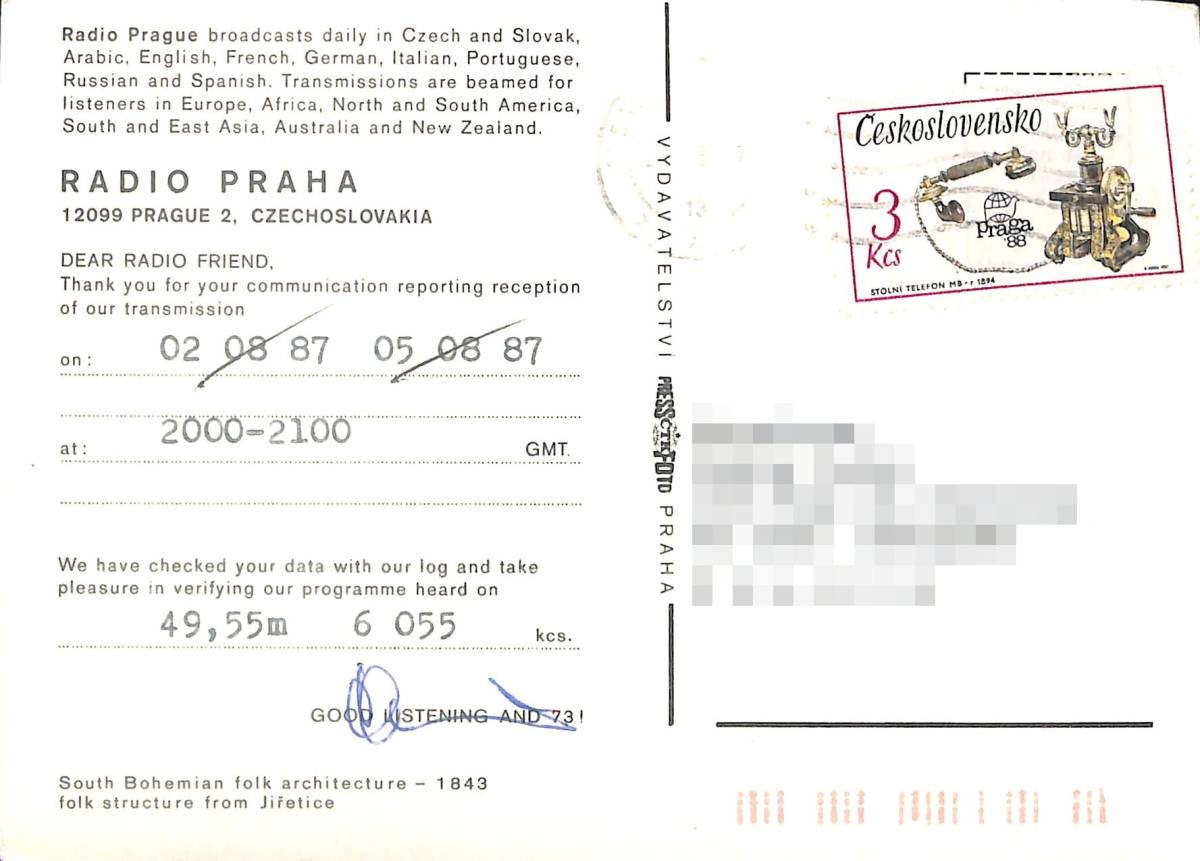 Radio Prague broadcasts daily in Czech and Slovak,
Arabic, English, French, German, Italian, Portuguese,
Russian and Spanish. Transmissions are beamed for
listeners in Europe, Africa, North and South America,
South and East Asia, Australia and New Zealand.
RADIO PRAHA
12099 PRAGUE 2, CZECHOSLOVAKIA
DEAR RADIO FRIEND,
Thank you for your communication reporting reception
of our transmission
on: 02 08 87 05 08 87
2000-2100
at: GMT.
We have checked your data with our log and take
pleasure in verifying our programme heard on
49,55m 6 055 kcs.
GOOD LISTENING AND 73!
South Bohemian folk architecture – 1843
folk structure from Jiřetice
VYDAVATELSTVÍ PRESSČTKFOTO PRAHA
Československo
3
Kcs
praga
'88
STOLNÍ TELEFON MB - r. 1894